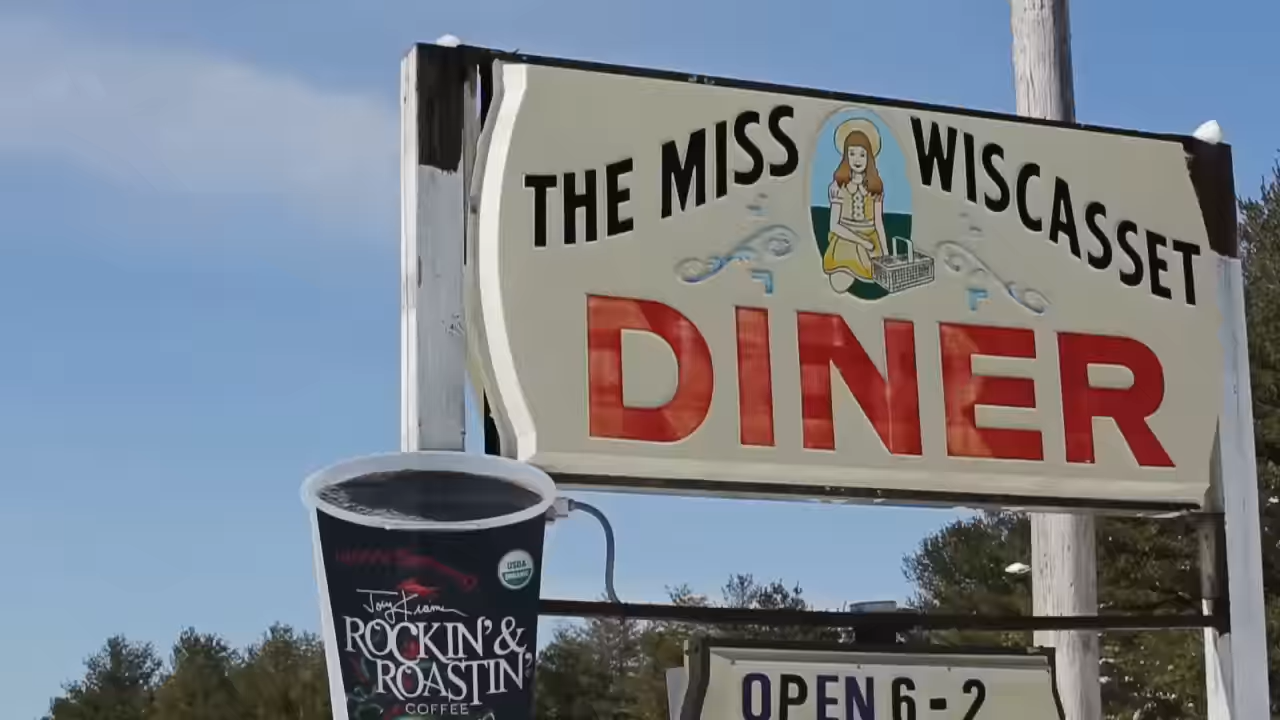 THE MISS WISCASSET
DINER
USDA
ORGANIC
ROCKIN' &
ROASTIN'
COFFEE
OPEN 6-2